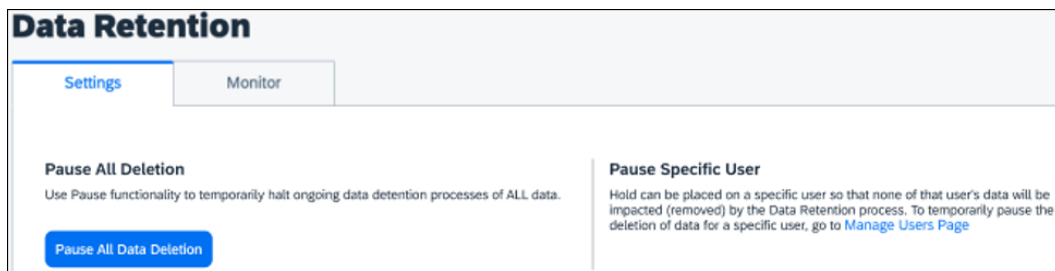 Data Retention
Settings
Monitor
Pause All Deletion
Use Pause functionality to temporarily halt ongoing data detention processes of ALL data.
Pause All Data Deletion
Pause Specific User
Hold can be placed on a specific user so that none of that user's data will be
impacted (removed) by the Data Retention process. To temporarily pause the
deletion of data for a specific user, go to Manage Users Page